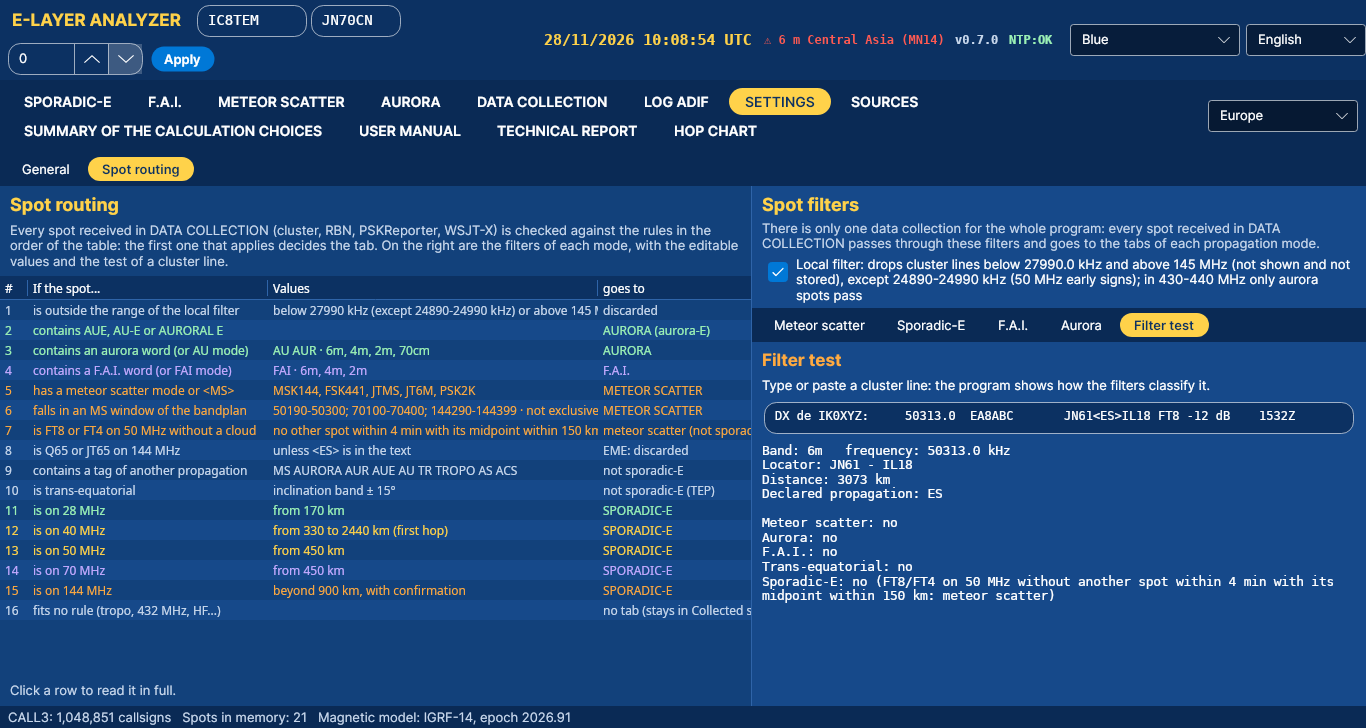 E-LAYER ANALYZER IC8TEM JN70CN
28/11/2026 10:08:54 UTC ⚠ 6 m Central Asia (MN14) v0.7.0 NTP:OK Blue English
0 Apply
SPORADIC-E F.A.I. METEOR SCATTER AURORA DATA COLLECTION LOG ADIF SETTINGS SOURCES
SUMMARY OF THE CALCULATION CHOICES USER MANUAL TECHNICAL REPORT HOP CHART
Europe
General Spot routing
Spot routing
Every spot received in DATA COLLECTION (cluster, RBN, PSKReporter, WSJT-X) is checked against the rules in the
order of the table: the first one that applies decides the tab. On the right are the filters of each mode, with the editable
values and the test of a cluster line.
# If the spot... Values goes to
1 is outside the range of the local filter below 27990 kHz (except 24890-24990 kHz) or above 145 discarded
2 contains AUE, AU-E or AURORAL E AURORA (aurora-E)
3 contains an aurora word (or AU mode) AU AUR · 6m, 4m, 2m, 70cm AURORA
4 contains a F.A.I. word (or FAI mode) FAI · 6m, 4m, 2m F.A.I.
5 has a meteor scatter mode or <MS> MSK144, FSK441, JTMS, JT6M, PSK2K METEOR SCATTER
6 falls in an MS window of the bandplan 50190-50300; 70100-70400; 144290-144399 · not exclusive METEOR SCATTER
7 is FT8 or FT4 on 50 MHz without a cloud no other spot within 4 min with its midpoint within 150 km meteor scatter (not sporad
8 is Q65 or JT65 on 144 MHz unless <ES> is in the text EME: discarded
9 contains a tag of another propagation MS AURORA AUR AUE AU TR TROPO AS ACS not sporadic-E
10 is trans-equatorial inclination band ± 15° not sporadic-E (TEP)
11 is on 28 MHz from 170 km SPORADIC-E
12 is on 40 MHz from 330 to 2440 km (first hop) SPORADIC-E
13 is on 50 MHz from 450 km SPORADIC-E
14 is on 70 MHz from 450 km SPORADIC-E
15 is on 144 MHz beyond 900 km, with confirmation SPORADIC-E
16 fits no rule (tropo, 432 MHz, HF...) no tab (stays in Collected s
Click a row to read it in full.
Spot filters
There is only one data collection for the whole program: every spot received in DATA
COLLECTION passes through these filters and goes to the tabs of each propagation mode.
Local filter: drops cluster lines below 27990.0 kHz and above 145 MHz (not shown and not
stored), except 24890-24990 kHz (50 MHz early signs); in 430-440 MHz only aurora
spots pass
Meteor scatter Sporadic-E F.A.I. Aurora Filter test
Filter test
Type or paste a cluster line: the program shows how the filters classify it.
DX de IK0XYZ: 50313.0 EA8ABC JN61<ES>IL18 FT8 -12 dB 1532Z
Band: 6m frequency: 50313.0 kHz
Locator: JN61 - IL18
Distance: 3073 km
Declared propagation: ES
Meteor scatter: no
Aurora: no
F.A.I.: no
Trans-equatorial: no
Sporadic-E: no (FT8/FT4 on 50 MHz without another spot within 4 min with its
midpoint within 150 km: meteor scatter)
CALL3: 1,048,851 callsigns Spots in memory: 21 Magnetic model: IGRF-14, epoch 2026.91